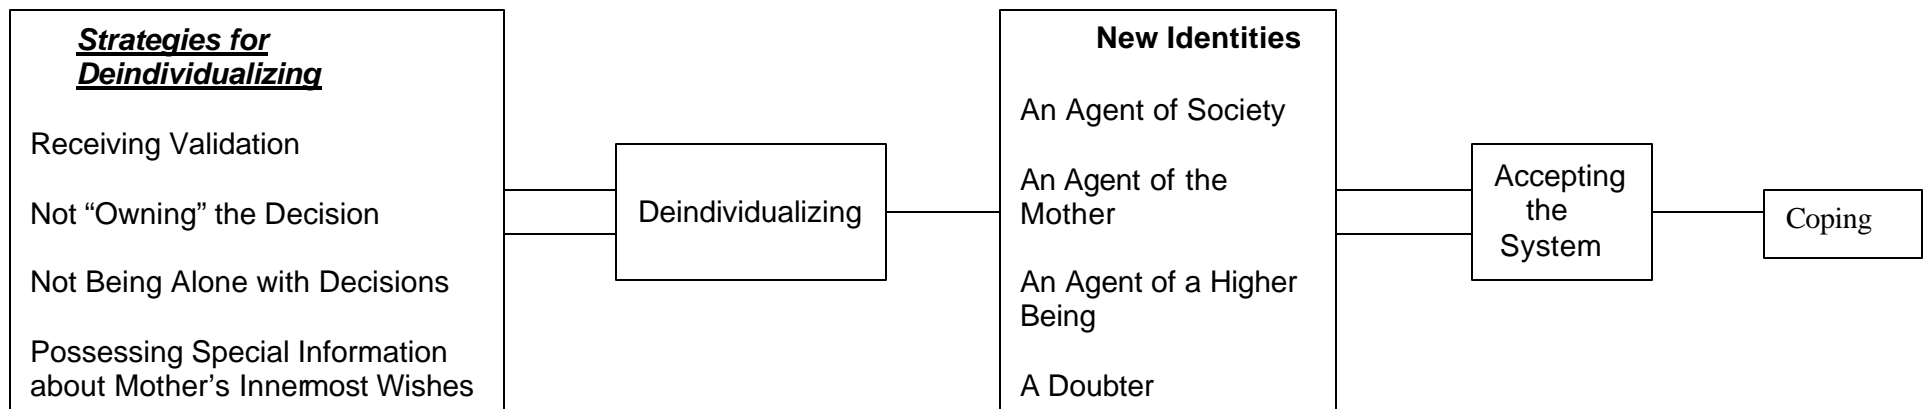 Strategies for
Deindividualizing
Receiving Validation
Not “Owning” the Decision
Not Being Alone with Decisions
Possessing Special Information
about Mother’s Innermost Wishes
Deindividualizing
New Identities
An Agent of Society
An Agent of the
Mother
An Agent of a Higher
Being
A Doubter
Accepting
the
System
Coping